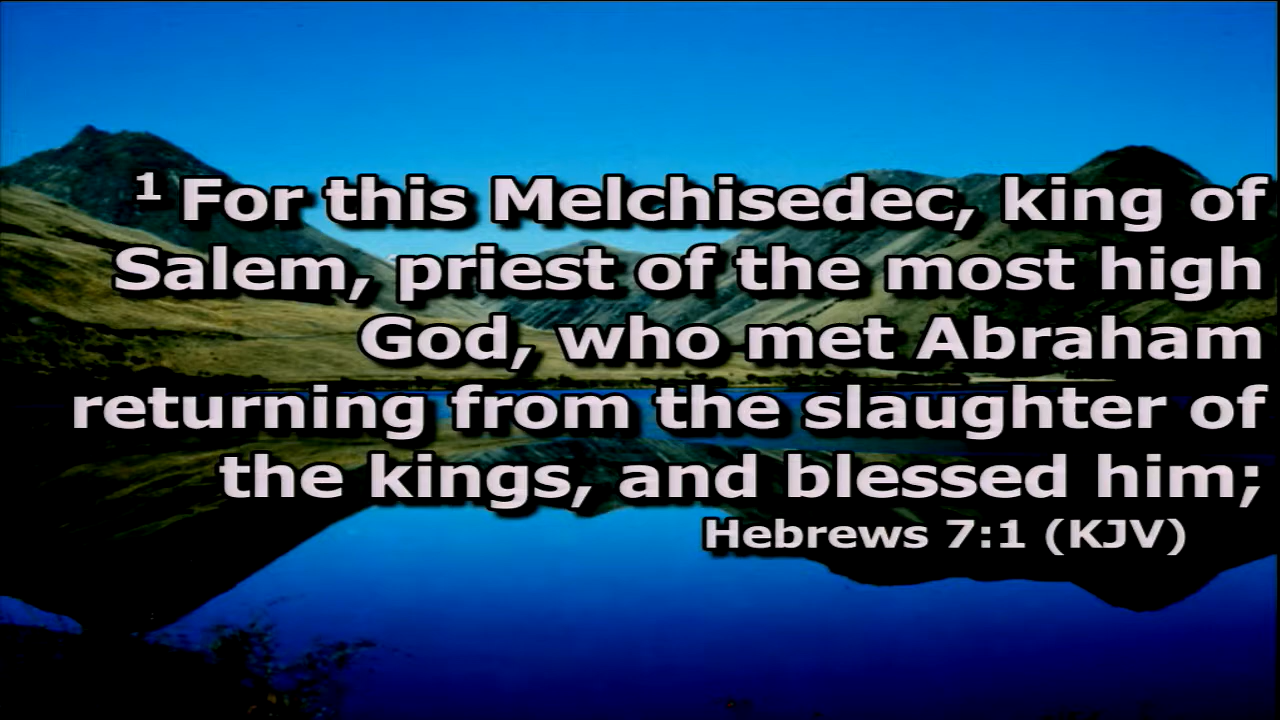 1 For this Melchisedec, king of
Salem, priest of the most high
God, who met Abraham
returning from the slaughter of
the kings, and blessed him;
Hebrews 7:1 (KJV)